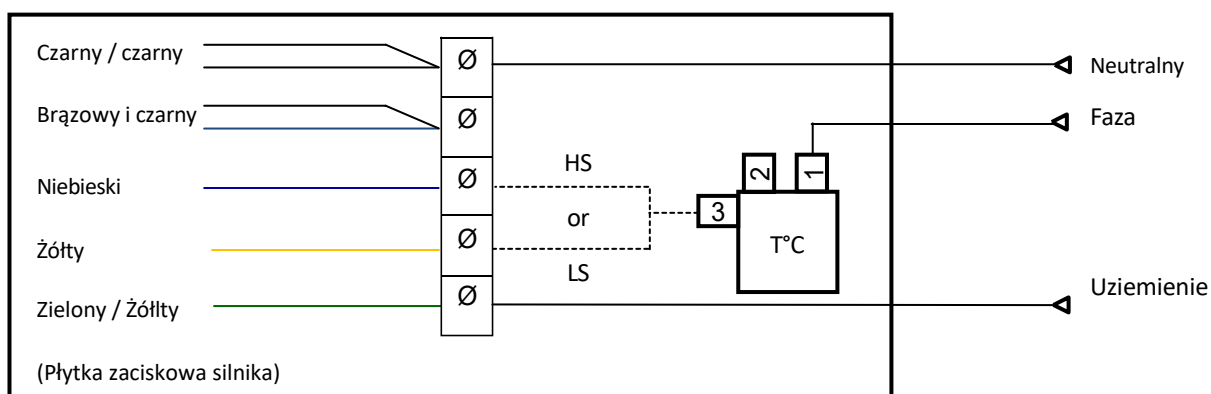 Czarny / czarny
Ø
Neutralny
Brązowy i czarny
Ø
Faza
Niebieski
Ø
HS
2
1
or
3
T°C
Żółty
Ø
LS
Zielony / Żółlty
Ø
Uziemienie
(Płytka zaciskowa silnika)